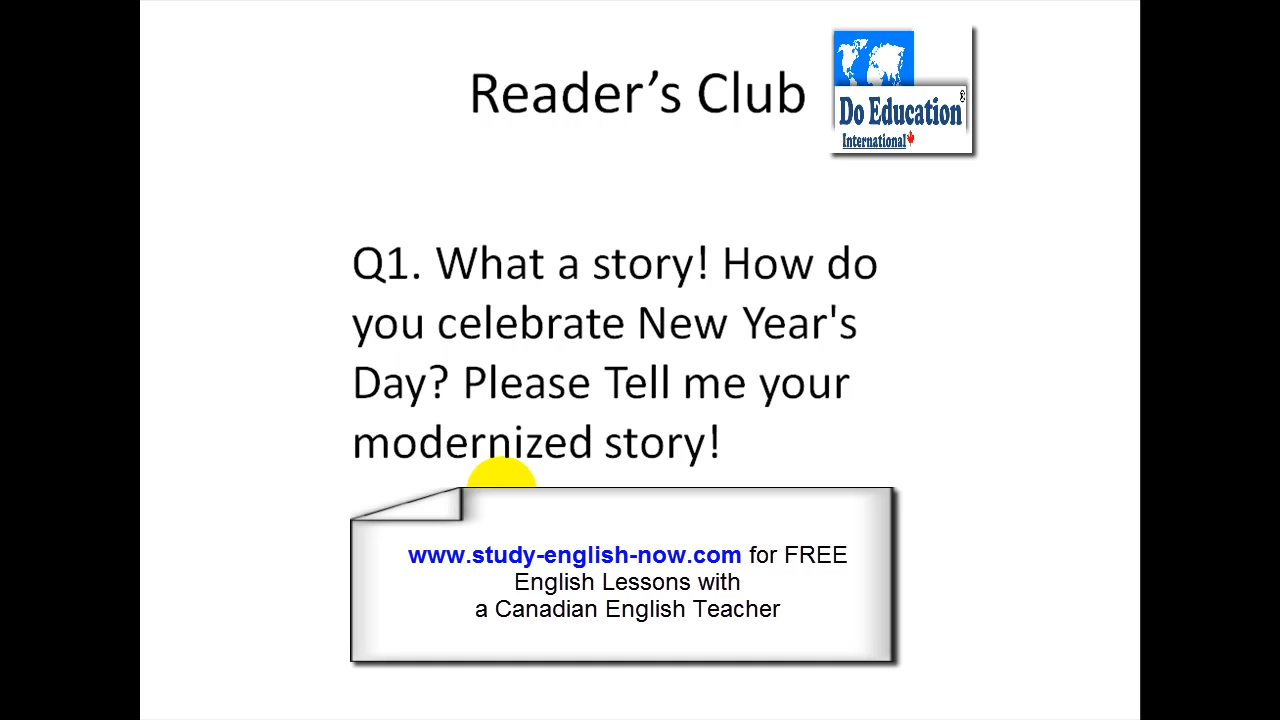 Reader’s Club
Do Education®
International
Q1. What a story! How do
you celebrate New Year's
Day? Please Tell me your
modernized story!
www.study-english-now.com for FREE
English Lessons with
a Canadian English Teacher